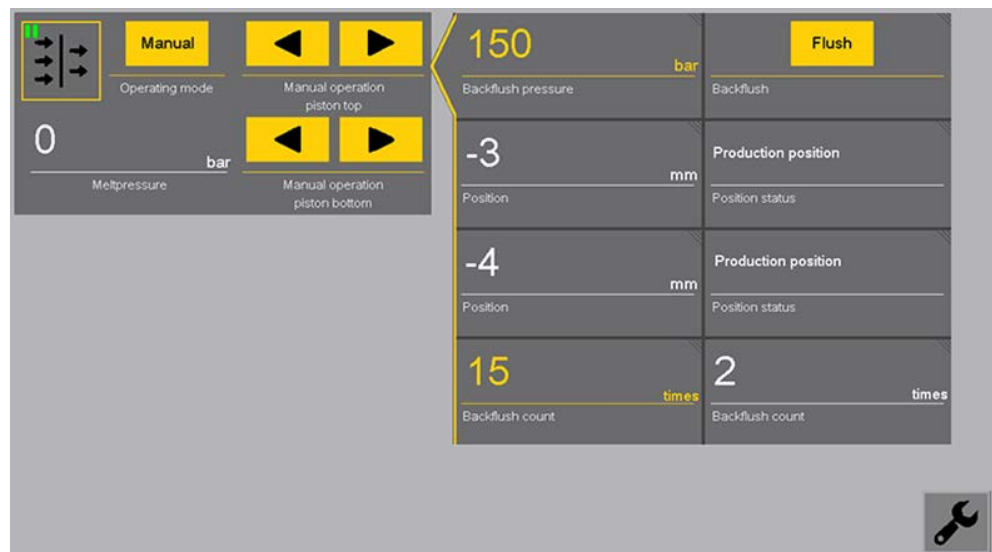 Manual
Operating mode
Manual operation
piston top
0
bar
Meltpressure
Manual operation
piston bottom
150
bar
Backflush pressure
Flush
Backflush
-3
mm
Position
Production position
Position status
-4
mm
Position
Production position
Position status
15
times
Backflush count
2
times
Backflush count